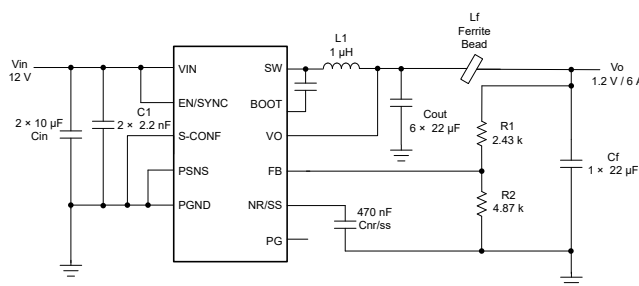 Lf
Ferrite
Bead
L1
1 µH
Vin
12 V
VIN
SW
Vo
1.2 V / 6 A
EN/SYNC
BOOT
C1
2 × 2.2 nF
2 × 10 µF
Cin
S-CONF
VO
Cout
6 × 22 µF
R1
2.43 k
PSNS
FB
Cf
1 × 22 µF
PGND
NR/SS
470 nF
Cnr/ss
R2
4.87 k
PG